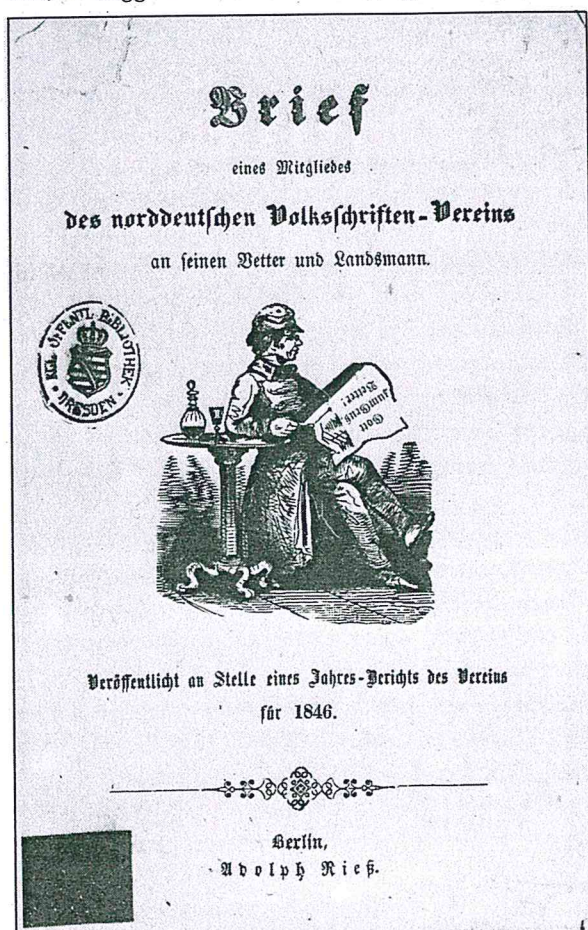 Brief
eines Mitgliedes
des norddeutschen Volksschriften-Vereins
an seinen Vetter und Landsmann.
KGL. ÖFFENTL. BIBLIOTHEK
DRESDEN
Gott
zum Gruß
Vetter!
Veröffentlicht an Stelle eines Jahres-Berichts des Vereins
für 1846.
Berlin,
Adolph Rieß.